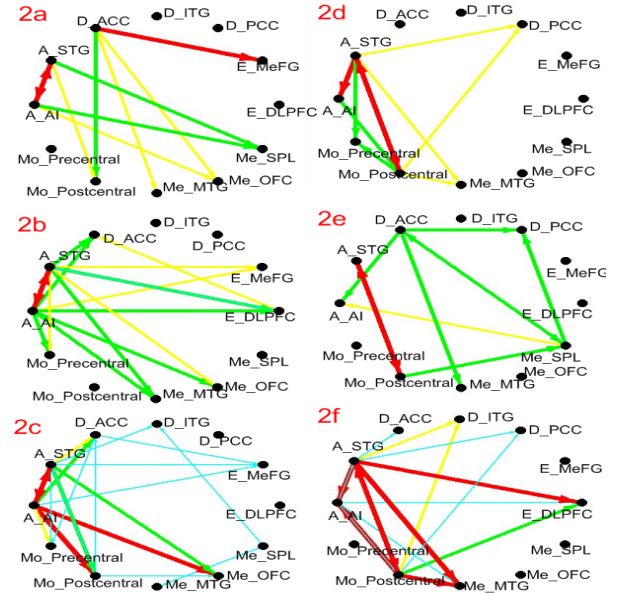 2a
D_ACC
D_ITG
D_PCC
A_STG
E_MeFG
A_AI
E_DLPFC
Mo_Precentral
Me_SPL
Mo_Postcentral
Me_MTG
Me_OFC
2d
D_ACC
D_ITG
D_PCC
A_STG
E_MeFG
A_AI
E_DLPFC
Mo_Precentral
Me_SPL
Mo_Postcentral
Me_MTG
Me_OFC
2b
D_ACC
D_ITG
D_PCC
A_STG
E_MeFG
A_AI
E_DLPFC
Mo_Precentral
Me_SPL
Mo_Postcentral
Me_MTG
Me_OFC
2e
D_ACC
D_ITG
D_PCC
A_STG
E_MeFG
A_AI
E_DLPFC
Mo_Precentral
Me_SPL
Mo_Postcentral
Me_MTG
Me_OFC
2c
D_ACC
D_ITG
D_PCC
A_STG
E_MeFG
A_AI
E_DLPFC
Mo_Precentral
Me_SPL
Mo_Postcentral
Me_MTG
Me_OFC
2f
D_ACC
D_ITG
D_PCC
A_STG
E_MeFG
A_AI
E_DLPFC
Mo_Precentral
Me_SPL
Mo_Postcentral
Me_MTG
Me_OFC